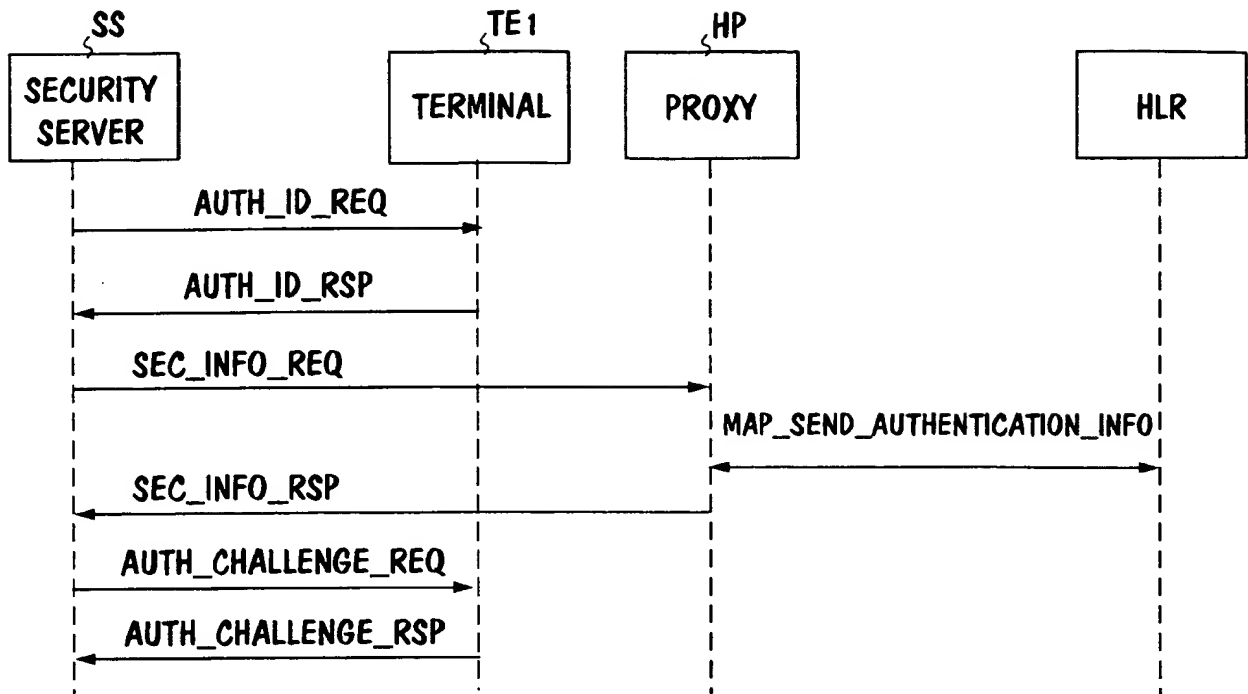 SS
TE1
HP
SECURITY
SERVER
TERMINAL
PROXY
HLR
AUTH_ID_REQ
AUTH_ID_RSP
SEC_INFO_REQ
MAP_SEND_AUTHENTICATION_INFO
SEC_INFO_RSP
AUTH_CHALLENGE_REQ
AUTH_CHALLENGE_RSP